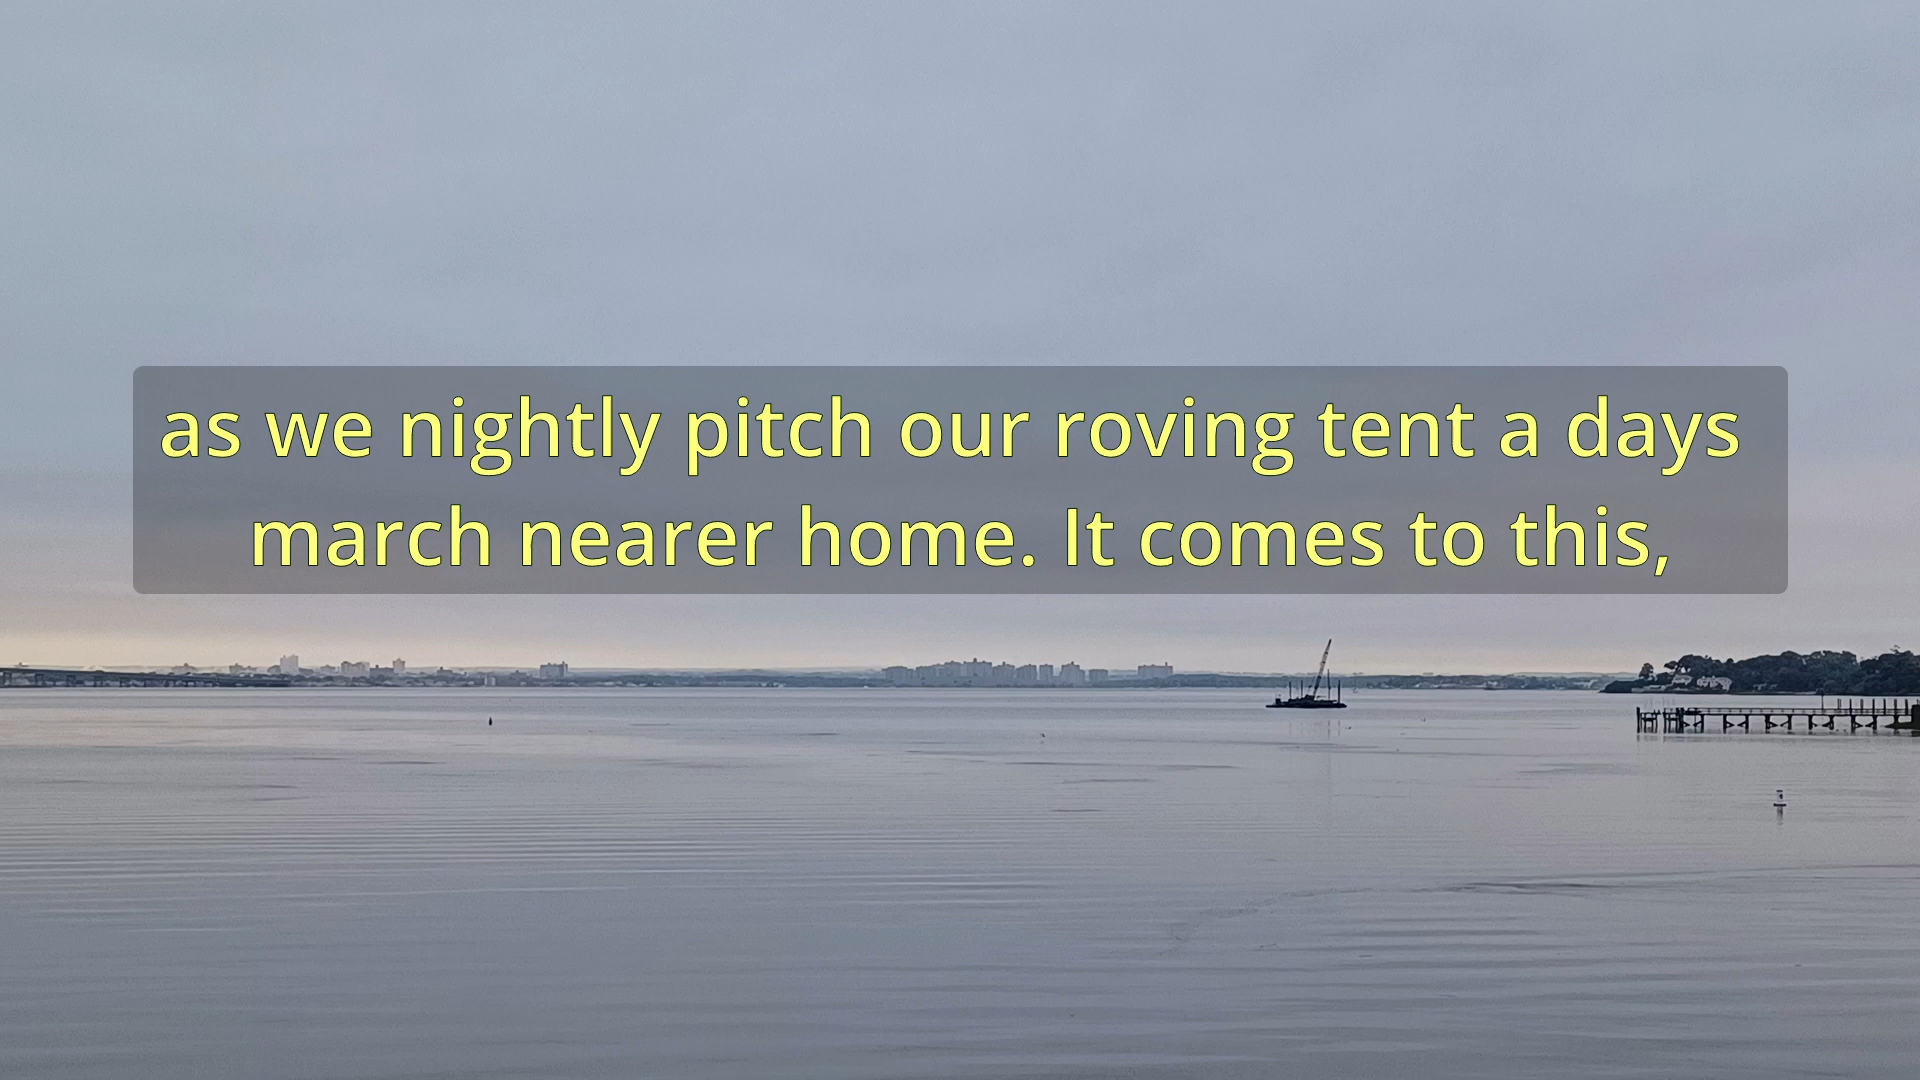 as we nightly pitch our roving tent a days
march nearer home. It comes to this,